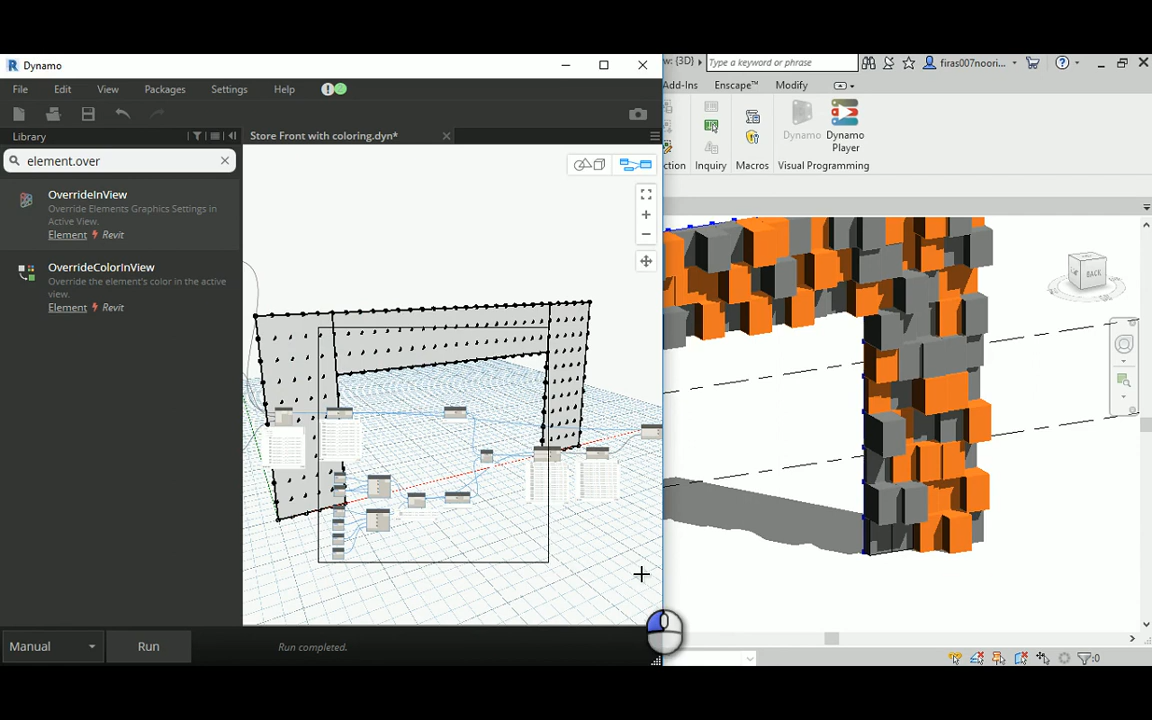 Dynamo
File Edit View Packages Settings Help
Library
Store Front with coloring.dyn*
element.over
OverrideInView
Override Elements Graphics Settings in
Active View.
Element Revit
OverrideColorInView
Override the element's color in the active
view.
Element Revit
Manual
Run
Run completed.
w: {3D}
Type a keyword or phrase
firas007noori...
Add-Ins Enscape™ Modify
ction
Inquiry
Macros
Dynamo
Dynamo
Player
Visual Programming
BACK
:0